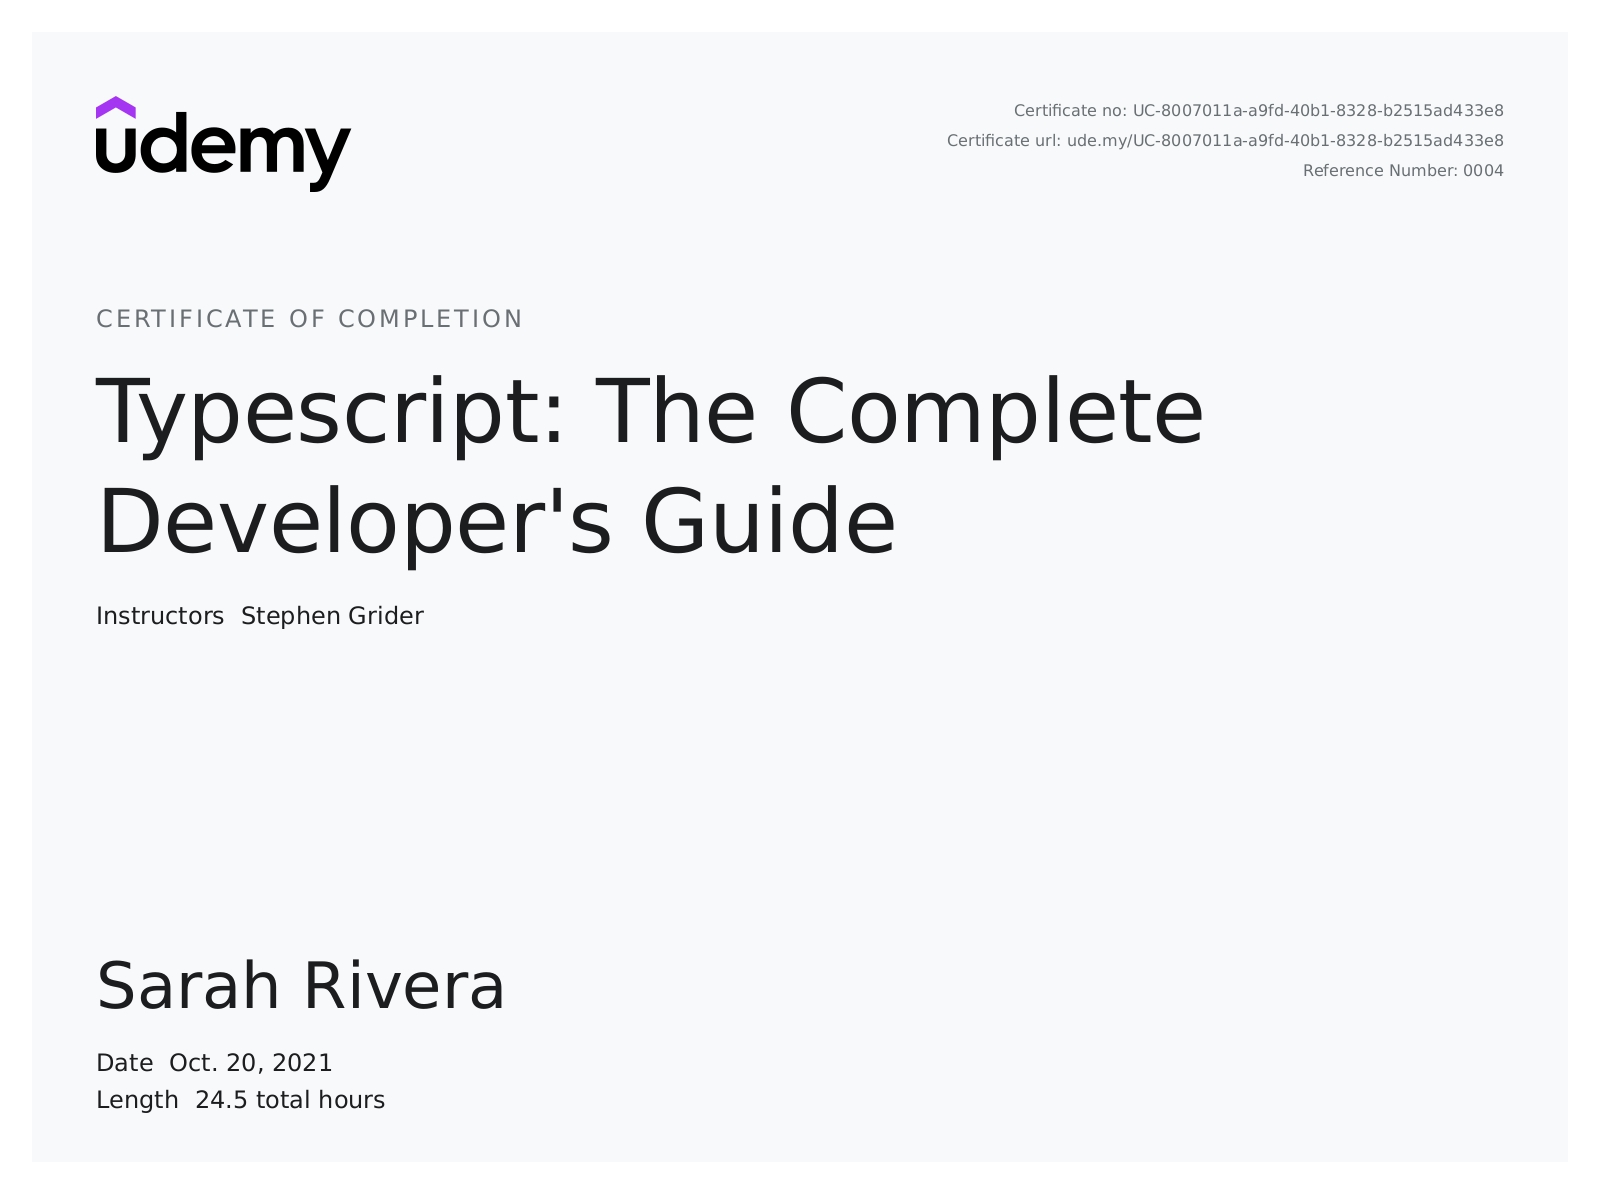 udemy
Certificate no: UC-8007011a-a9fd-40b1-8328-b2515ad433e8
Certificate url: ude.my/UC-8007011a-a9fd-40b1-8328-b2515ad433e8
Reference Number: 0004
CERTIFICATE OF COMPLETION
Typescript: The Complete
Developer's Guide
Instructors Stephen Grider
Sarah Rivera
Date Oct. 20, 2021
Length 24.5 total hours